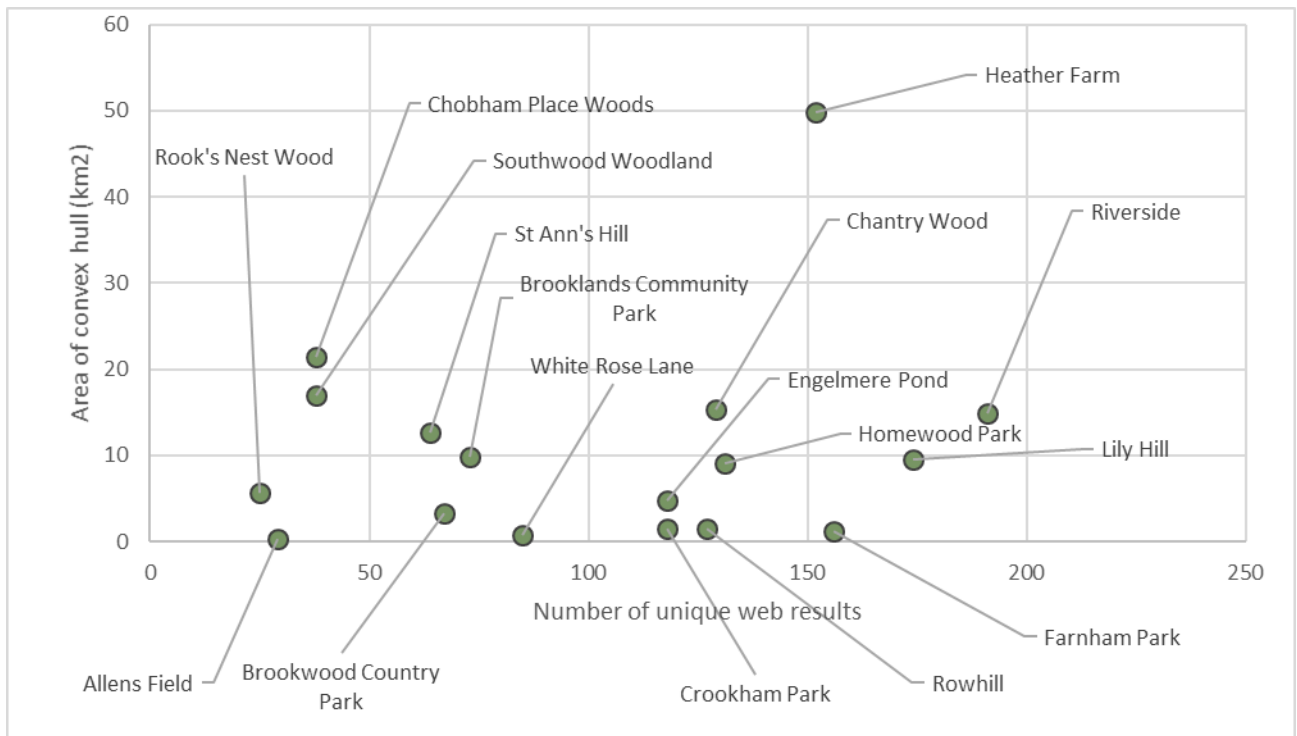 60
Heather Farm
50
Chobham Place Woods
Rook's Nest Wood
Southwood Woodland
40
Chantry Wood
Riverside
St Ann's Hill
30
Brooklands Community
Park
Area of convex hull (km2)
20
White Rose Lane
Engelmere Pond
Homewood Park
Lily Hill
10
0
0 50 100 150 200 250
Number of unique web results
Farnham Park
Allens Field
Brookwood Country
Park
Crookham Park
Rowhill